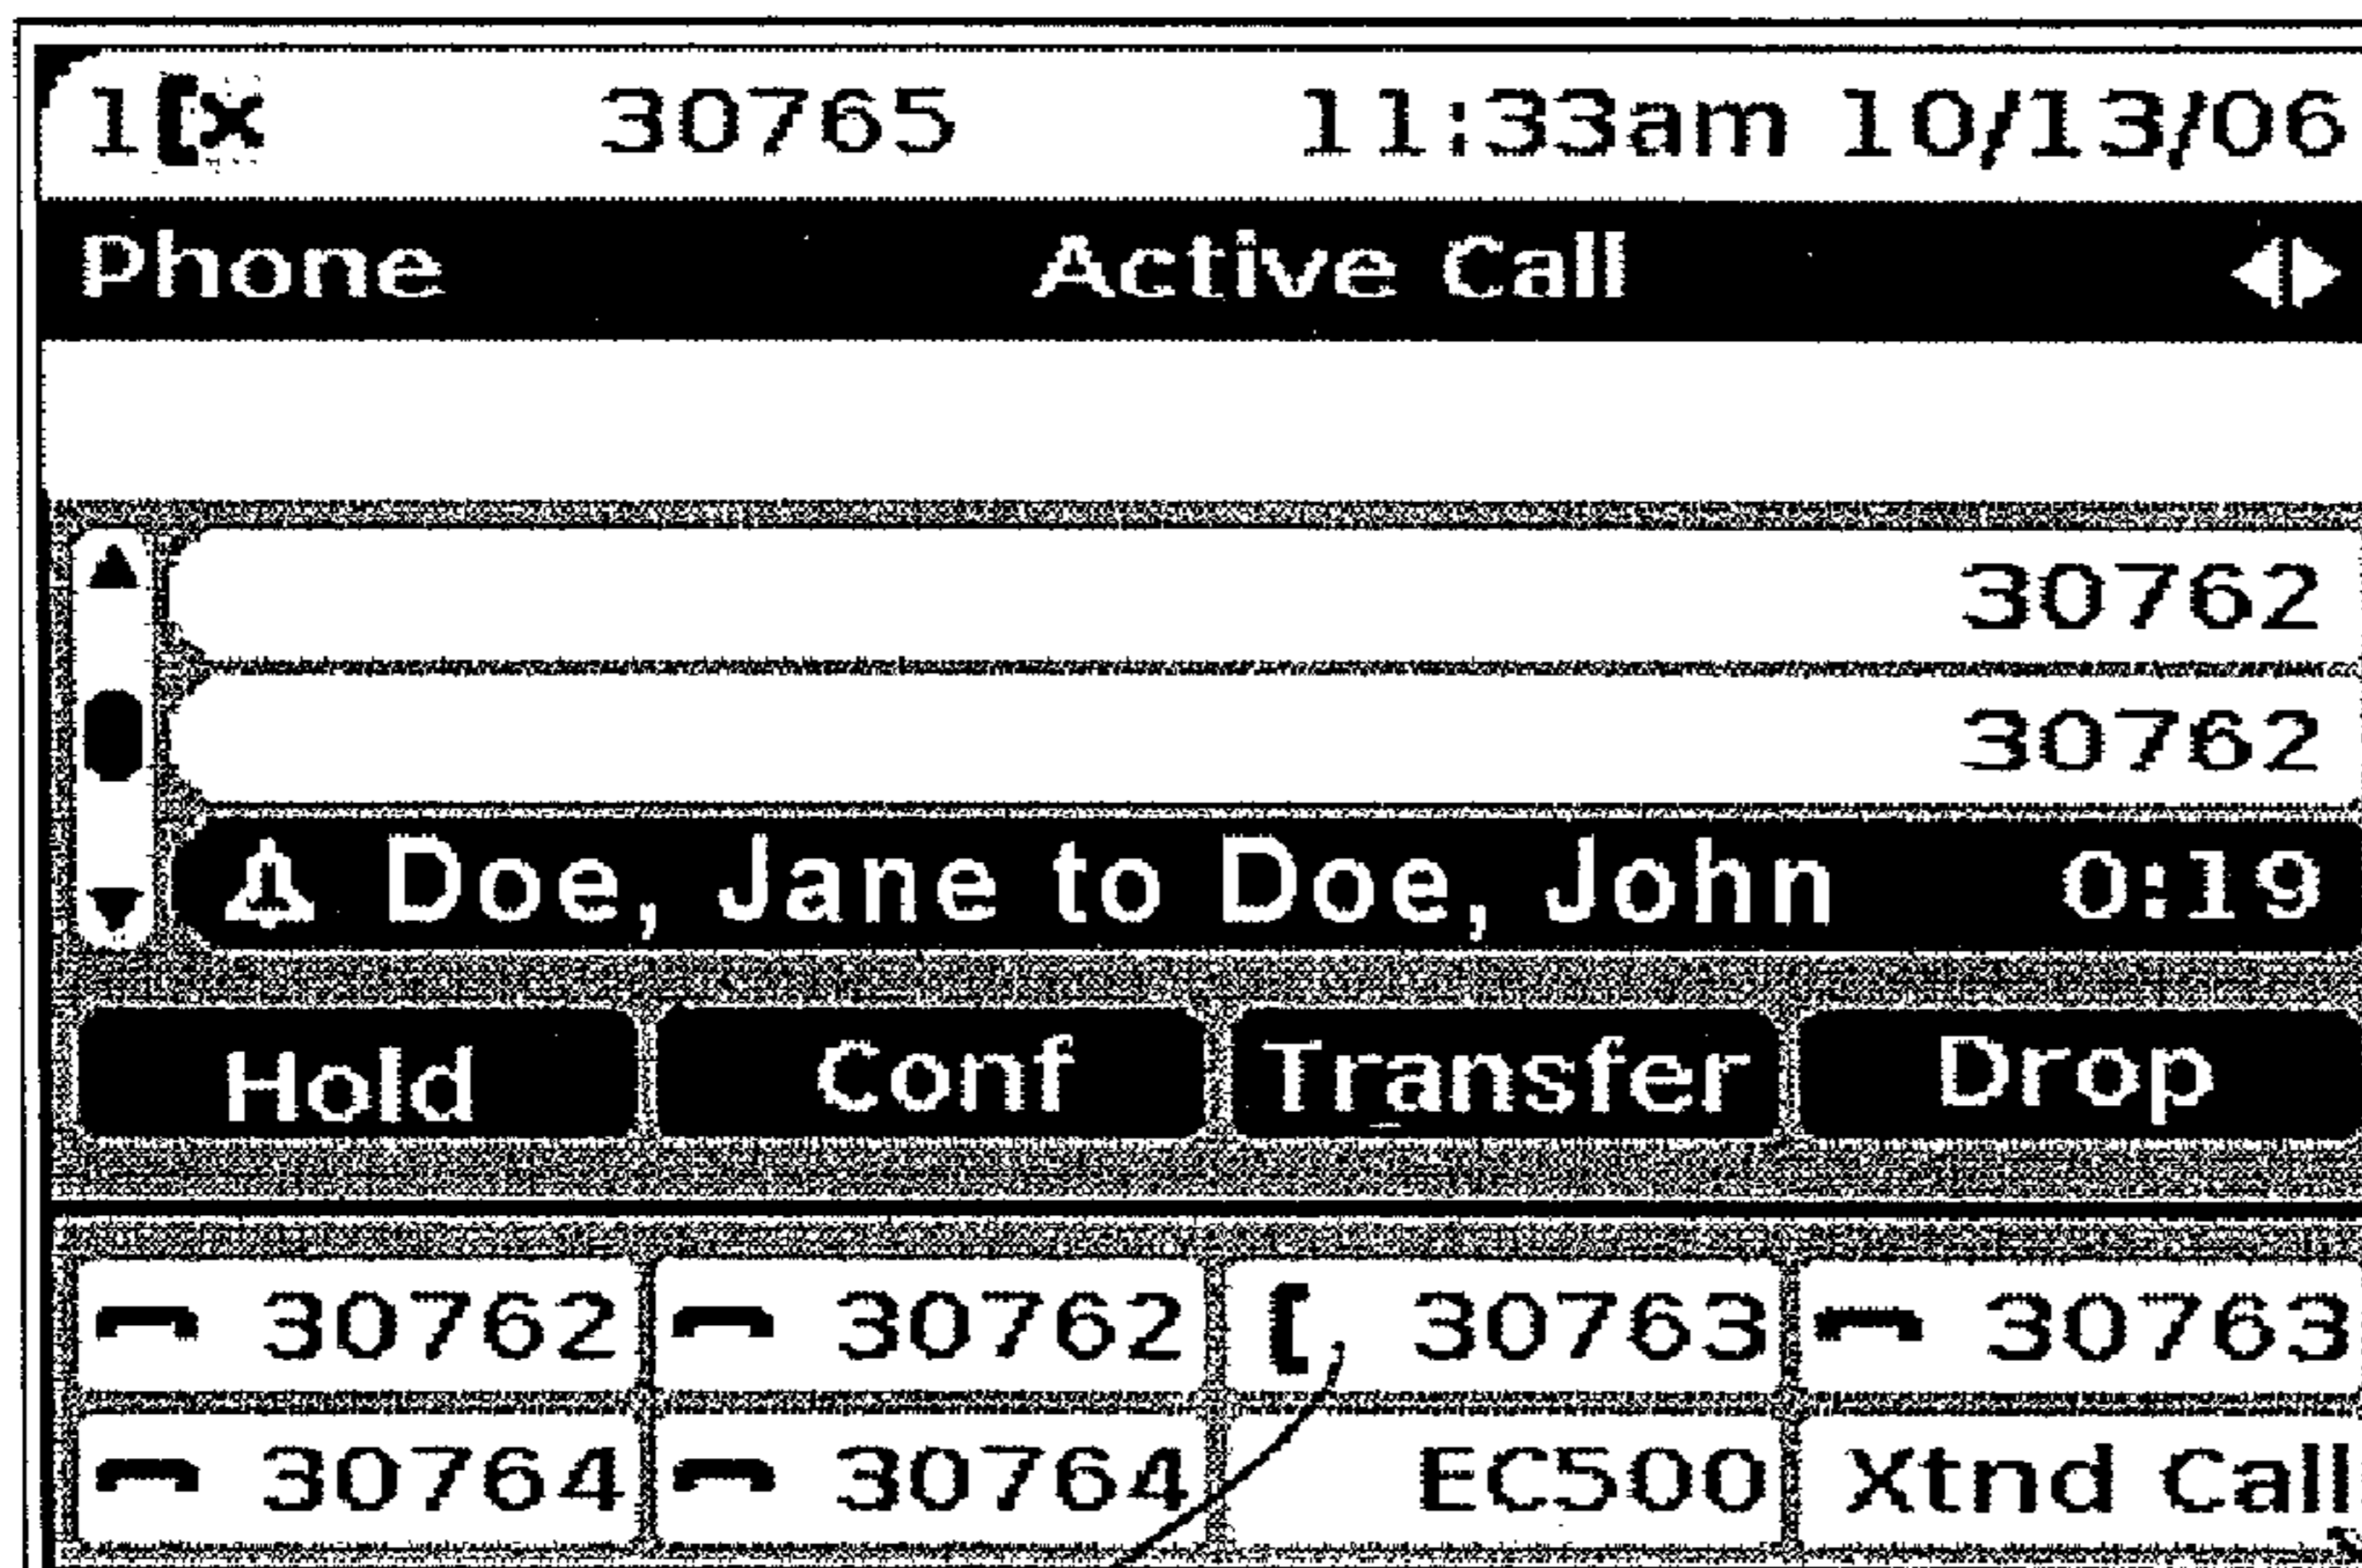 1 30765 11:33am 10/13/06
Phone Active Call
30762
30762
Doe, Jane to Doe, John 0:19
Hold Conf Transfer Drop
30762 30762 30763 30763
30764 30764 EC500 Xtnd Call